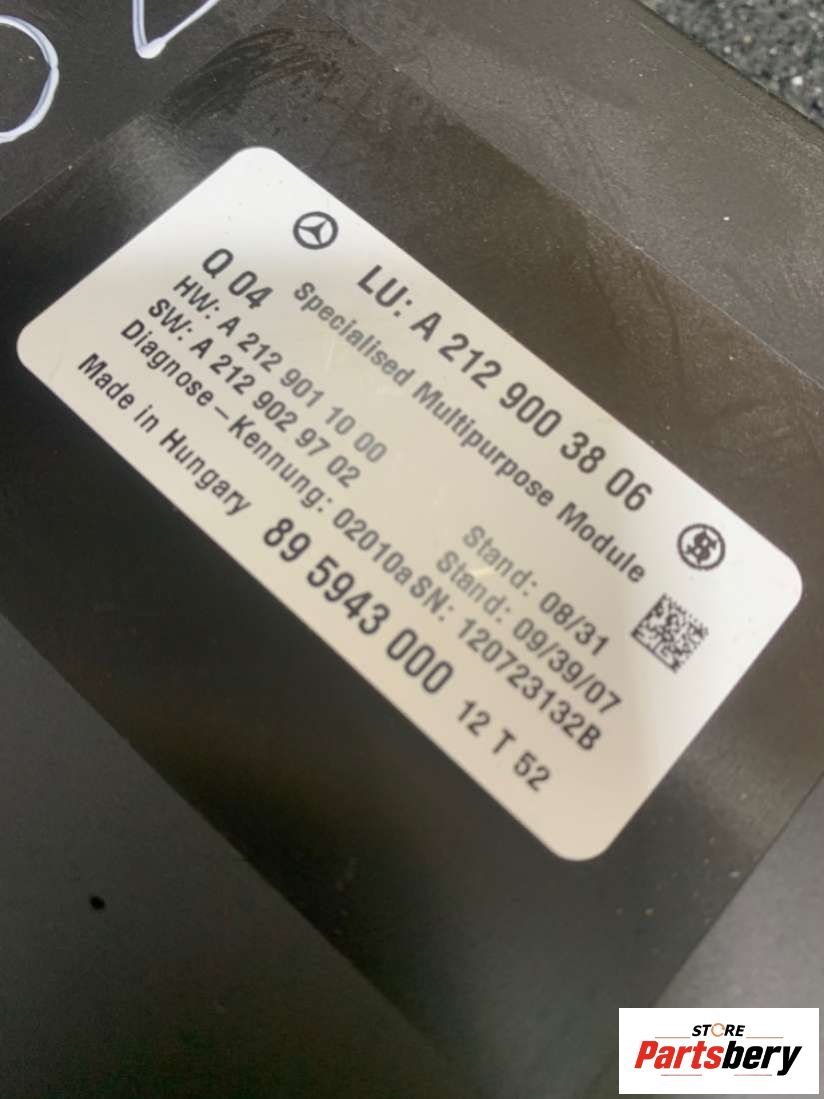 LU: A 212 900 38 06
Q 04 Specialised Multipurpose Module
HW: A 212 901 10 00 Stand: 08/31
SW: A 212 902 97 02 Stand: 09/39/07
Diagnose – Kennung: 02010a SN: 120723132B
Made in Hungary 89 5943 000 12 T 52
STORE
Partsbery